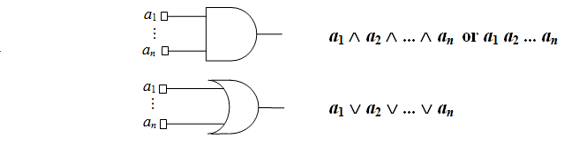 a1
⋮
an
a1 ∧ a2 ∧ ... ∧ an or a1 a2 ... an
a1
⋮
an
a1 ∨ a2 ∨ ... ∨ an